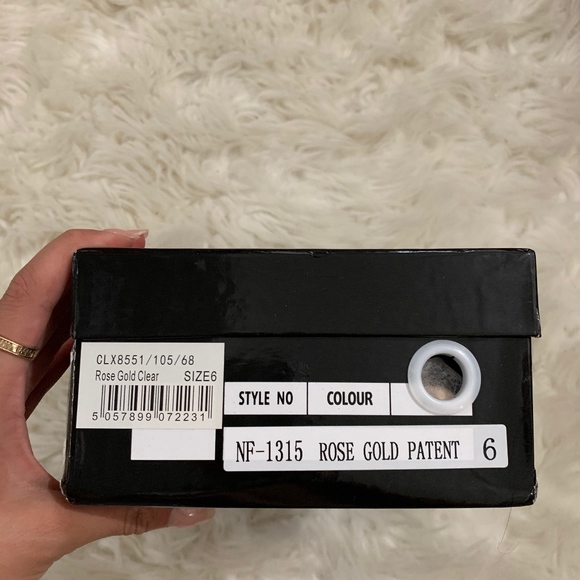 CLX8551/105/68
Rose Gold Clear SIZE6
5 057899 072231
STYLE NO COLOUR
NF-1315 ROSE GOLD PATENT 6